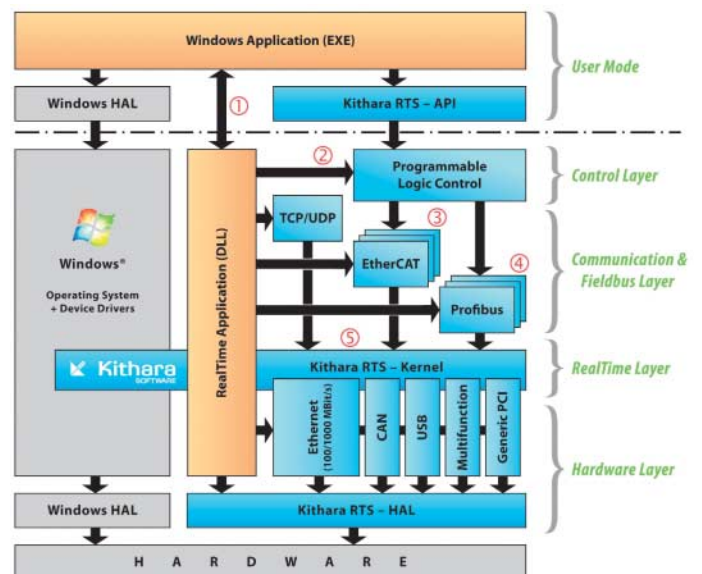 Windows Application (EXE)
User Mode
Windows HAL
①
Kithara RTS – API
②
Programmable
Logic Control
Control Layer
TCP/UDP
③
Windows®
Operating System
+ Device Drivers
RealTime Application (DLL)
EtherCAT
④
Profibus
Communication &
Fieldbus Layer
⑤
Kithara
SOFTWARE
Kithara RTS – Kernel
RealTime Layer
Ethernet
(100/1000 MBit/s)
CAN
USB
Multifunction
Generic PCI
Hardware Layer
Windows HAL
Kithara RTS – HAL
H A R D W A R E